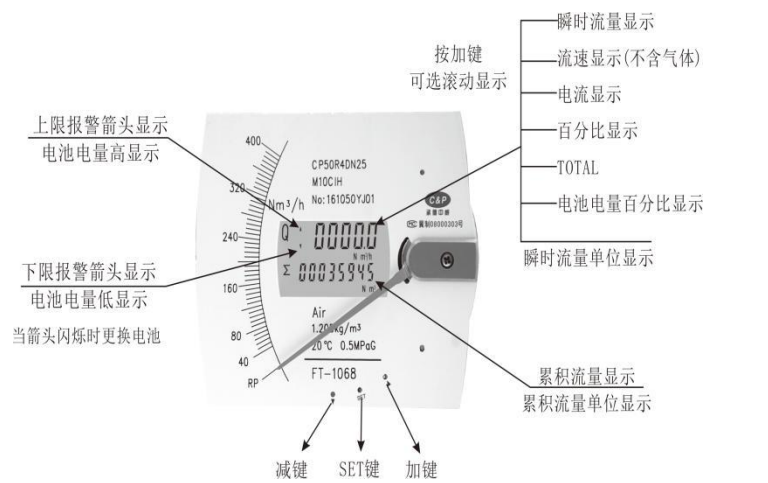 瞬时流量显示
按加键
可选滚动显示
流速显示(不含气体)
电流显示
百分比显示
TOTAL
电池电量百分比显示
瞬时流量单位显示
上限报警箭头显示
电池电量高显示
下限报警箭头显示
电池电量低显示
当箭头闪烁时更换电池
400
320
240
160
80
40
RP
Nm³/h
CP50R4DN25
M10CIH
No:161050YJ01
C&P
Q 0000.0
N m³/h
Σ 00035945
N m³
Air
1.205kg/m³
20℃ 0.5MPaG
FT-1068
SET
累积流量显示
累积流量单位显示
减键
SET键
加键